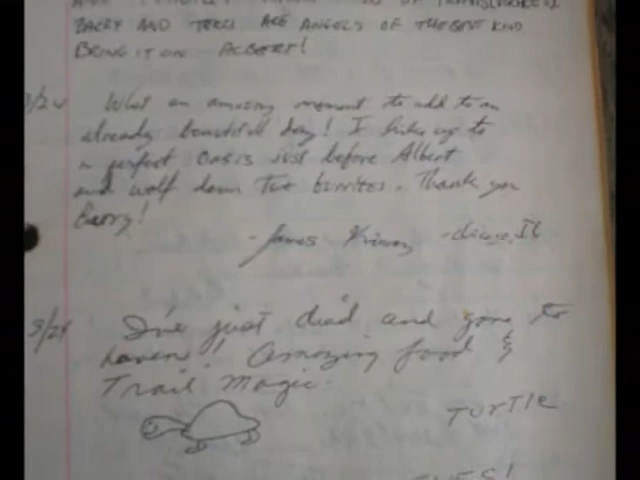 BARRY AND TERRI ARE ANGELS OF THE BEST KIND
BRING IT ON ALBERT!
3/24 What an amazing moment to add to an
already beautiful day! I hike up to
a perfect oasis just before Albert
and wolf down two burritos. Thank you
Barry!
- James - Chicago, IL
3/24 I've just died and gone to
haven! Amazing food &
Trail Magic.
TURTLE